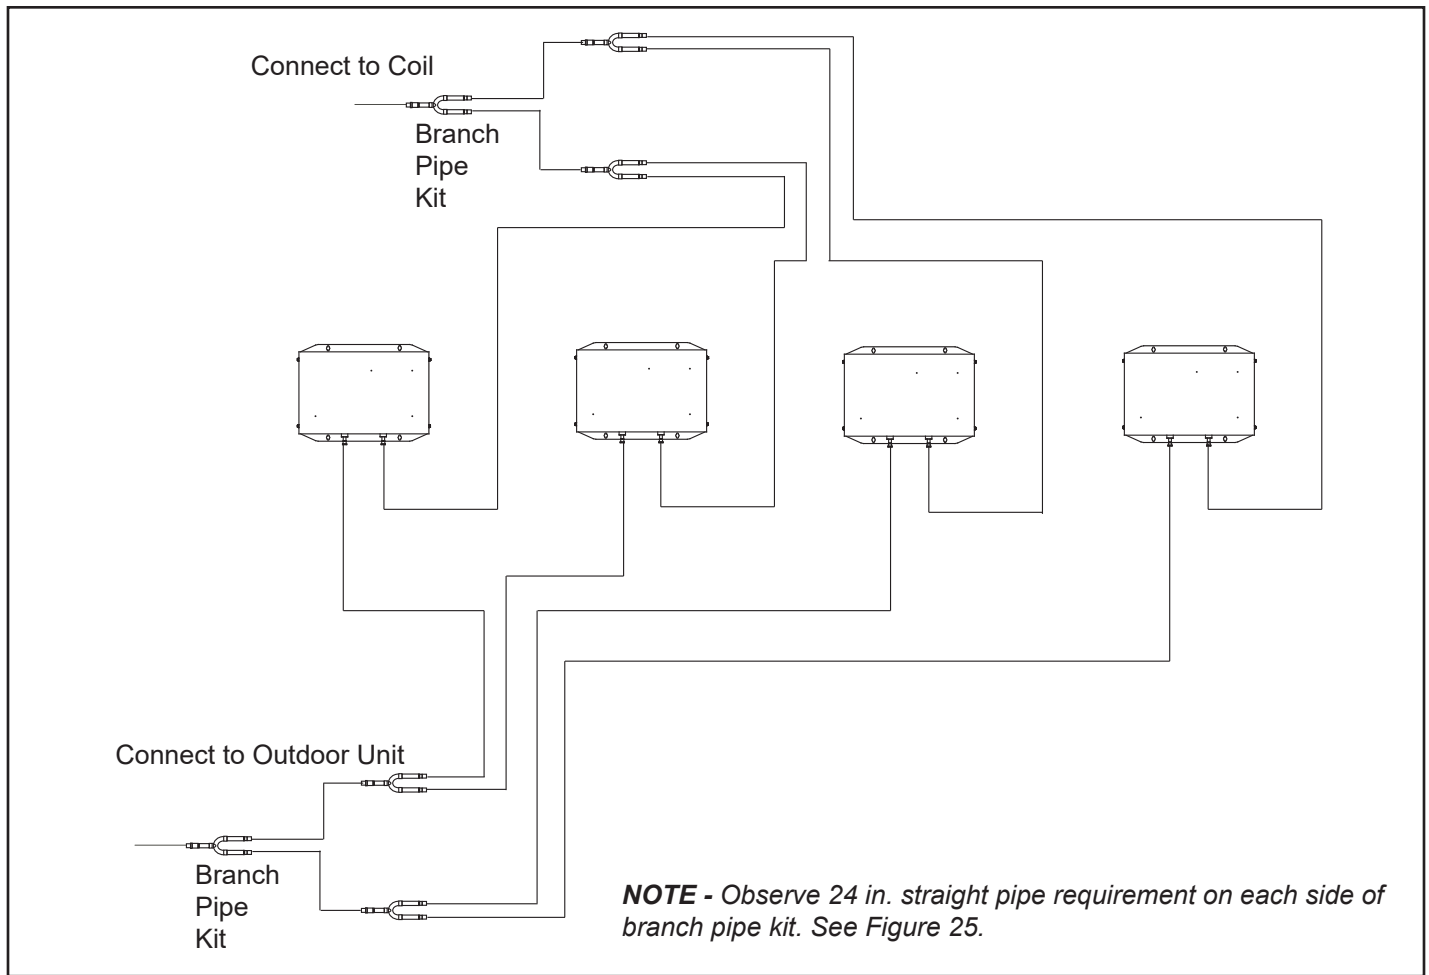 Connect to Coil
Branch
Pipe
Kit
Connect to Outdoor Unit
Branch
Pipe
Kit
NOTE - Observe 24 in. straight pipe requirement on each side of
branch pipe kit. See Figure 25.